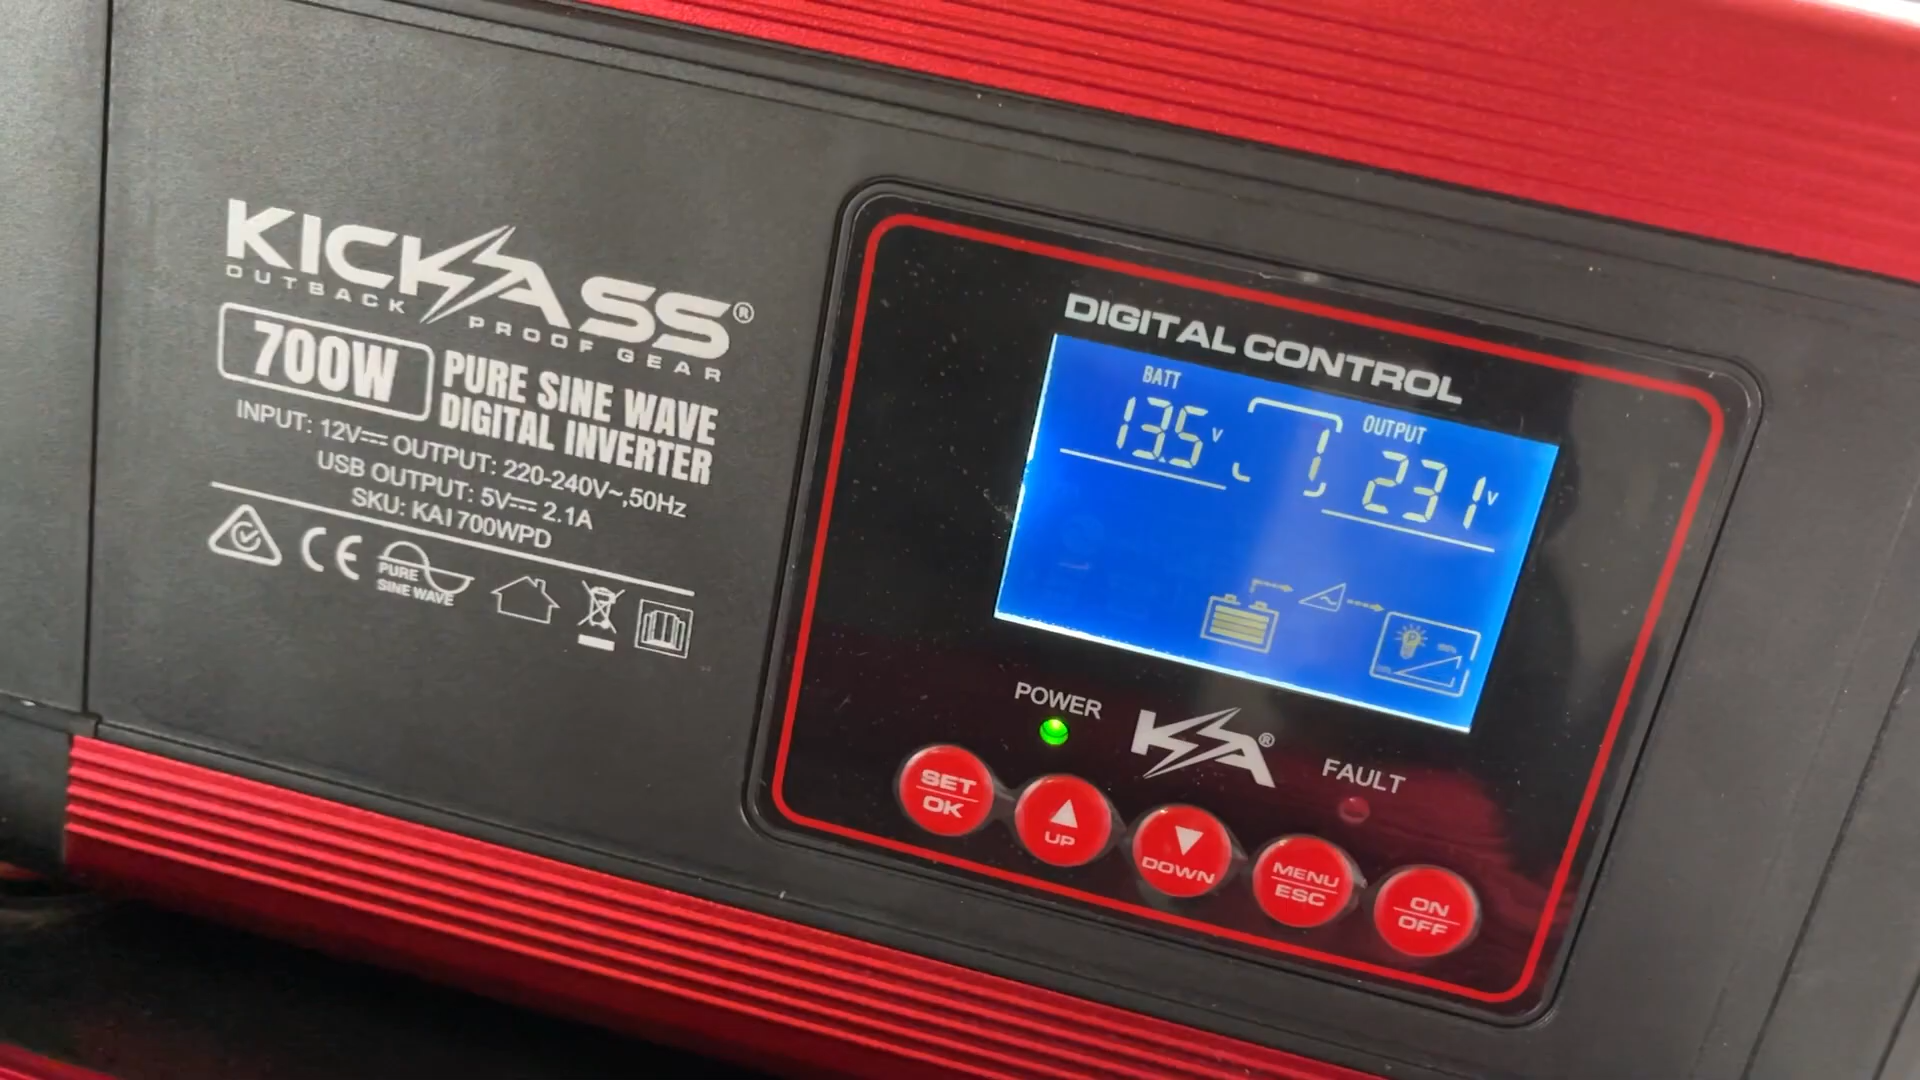 KICKASS®
OUTBACK PROOF GEAR
700W PURE SINE WAVE
DIGITAL INVERTER
INPUT: 12V⎓ OUTPUT: 220-240V~,50Hz
USB OUTPUT: 5V⎓ 2.1A
SKU: KAI700WPD
CE
PURE
SINE WAVE
DIGITAL CONTROL
BATT
13.5V
1
OUTPUT
231V
POWER
KA®
FAULT
SET
OK
UP
DOWN
MENU
ESC
ON
OFF